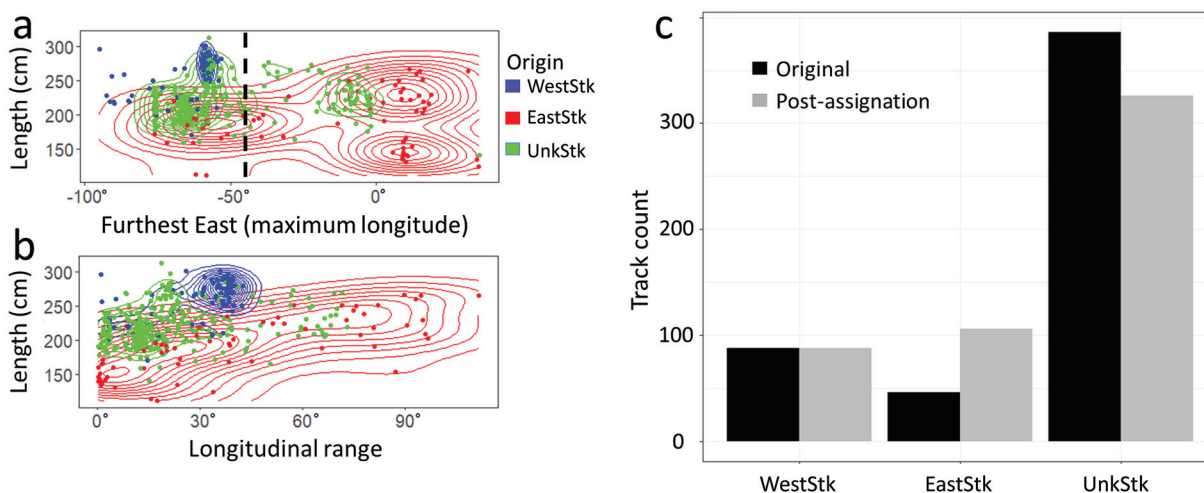 a
300
250
200
150
Length (cm)
-100° -50° 0°
Furthest East (maximum longitude)
Origin
WestStk
EastStk
UnkStk
b
300
250
200
150
Length (cm)
0° 30° 60° 90°
Longitudinal range
c
Original
Post-assignation
300
200
100
0
Track count
WestStk EastStk UnkStk